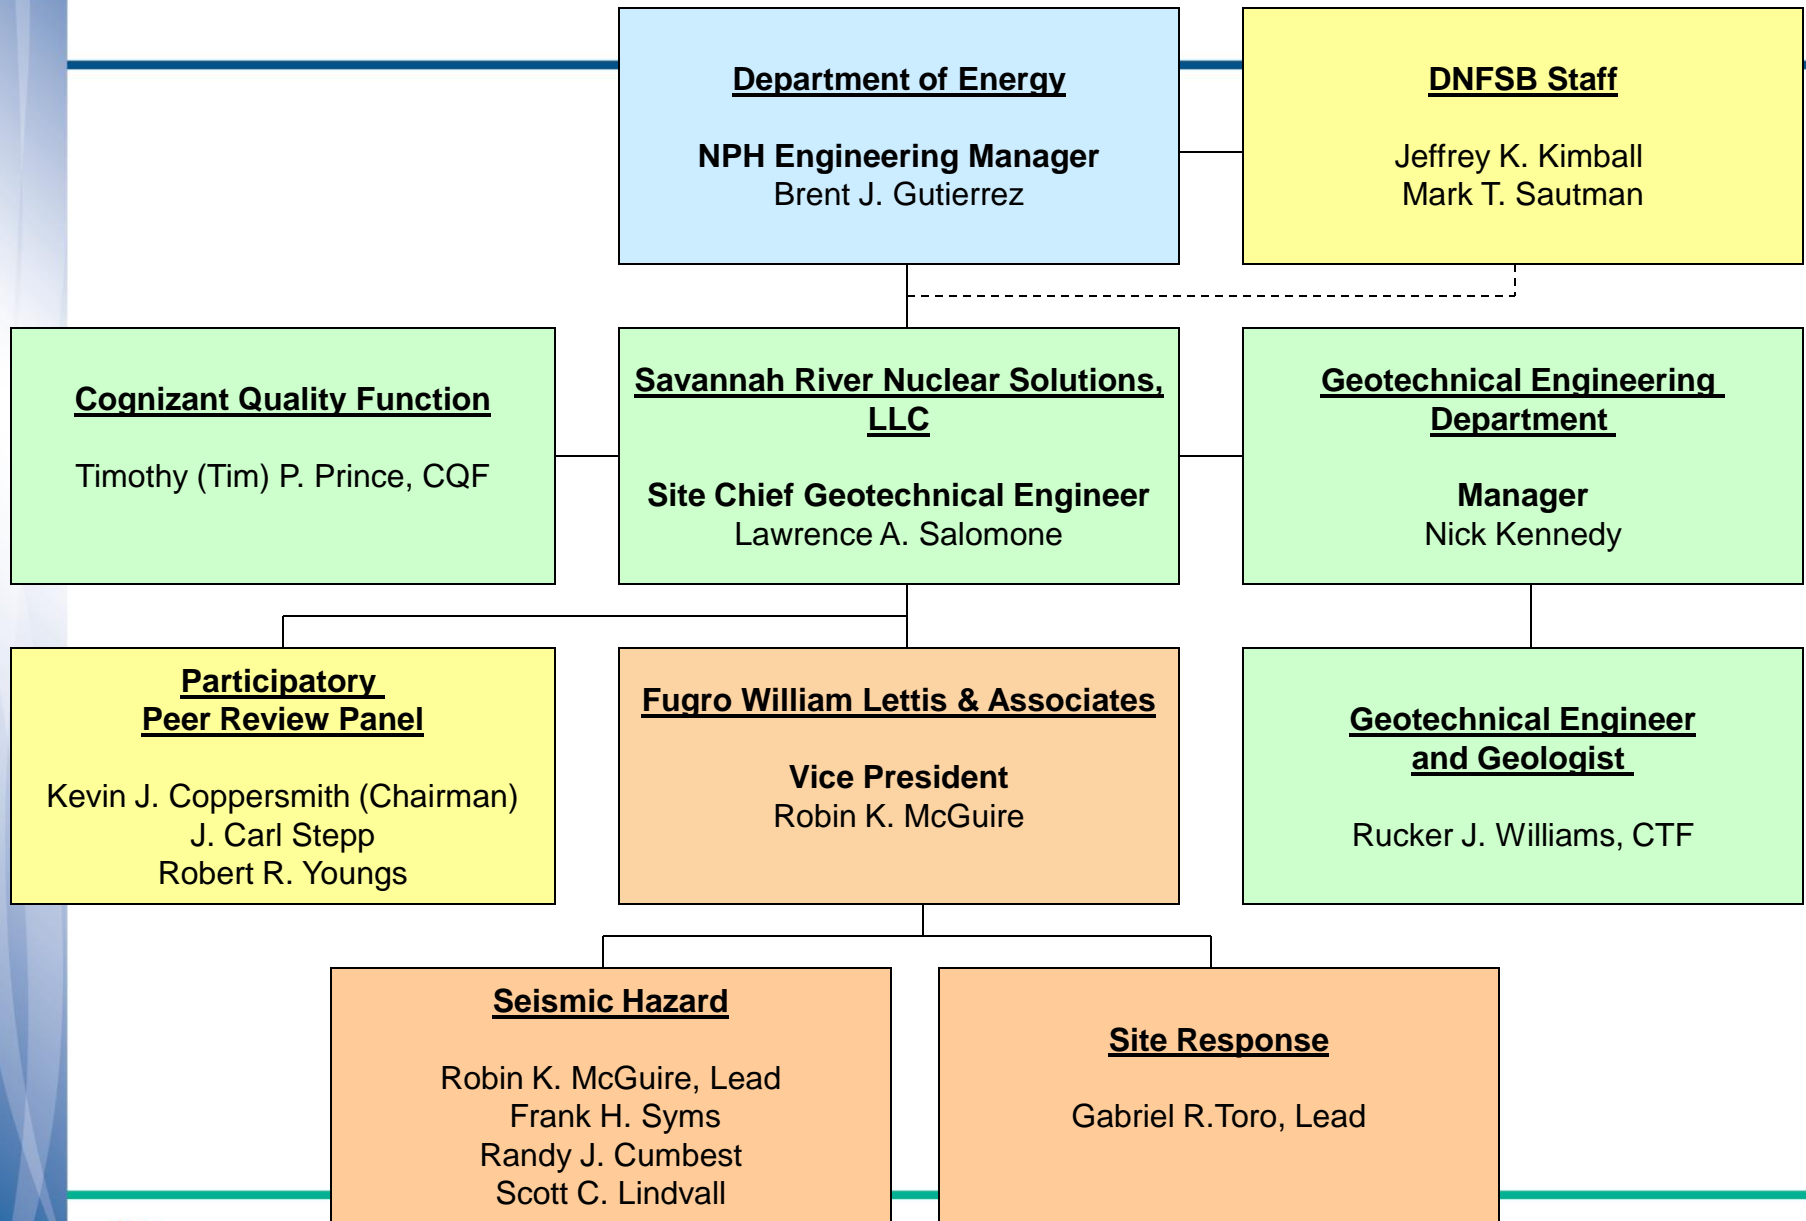 Department of Energy
NPH Engineering Manager
Brent J. Gutierrez
DNFSB Staff
Jeffrey K. Kimball
Mark T. Sautman
Cognizant Quality Function
Timothy (Tim) P. Prince, CQF
Savannah River Nuclear Solutions,
LLC
Site Chief Geotechnical Engineer
Lawrence A. Salomone
Geotechnical Engineering
Department
Manager
Nick Kennedy
Participatory
Peer Review Panel
Kevin J. Coppersmith (Chairman)
J. Carl Stepp
Robert R. Youngs
Fugro William Lettis & Associates
Vice President
Robin K. McGuire
Geotechnical Engineer
and Geologist
Rucker J. Williams, CTF
Seismic Hazard
Robin K. McGuire, Lead
Frank H. Syms
Randy J. Cumbest
Scott C. Lindvall
Site Response
Gabriel R.Toro, Lead